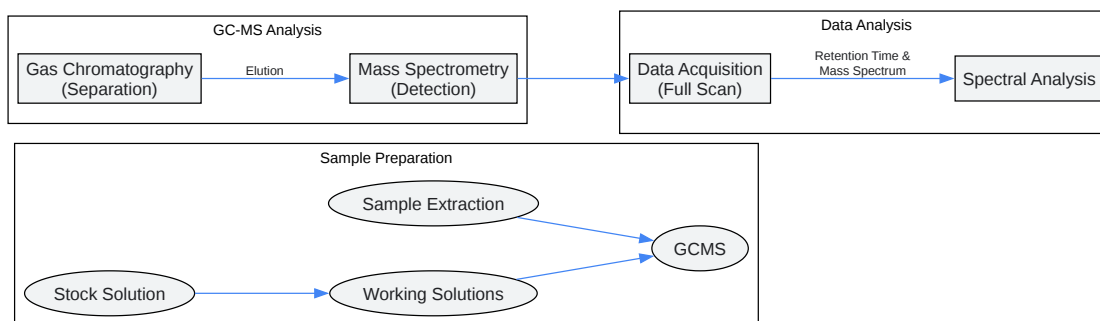 GC-MS Analysis
Gas Chromatography
(Separation)
Elution
Mass Spectrometry
(Detection)
Data Analysis
Data Acquisition
(Full Scan)
Retention Time &
Mass Spectrum
Spectral Analysis
Sample Preparation
Sample Extraction
GCMS
Stock Solution
Working Solutions